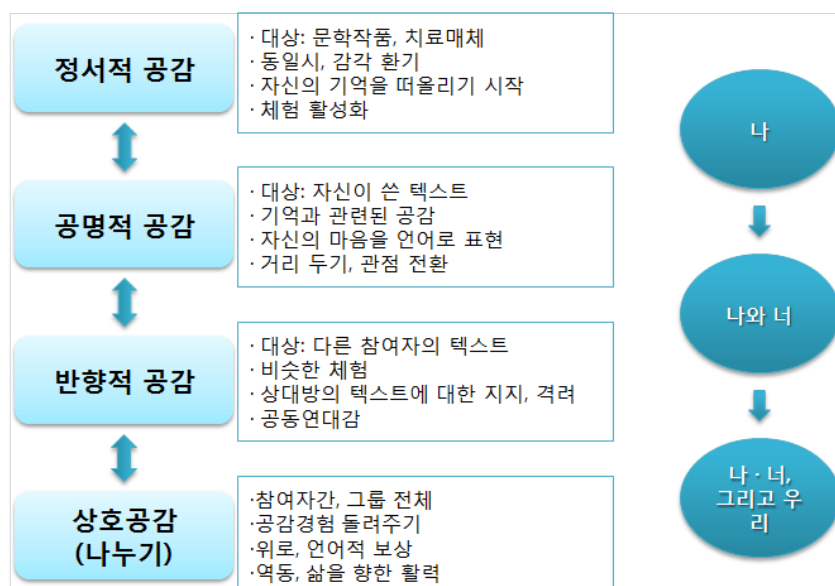 정서적 공감
· 대상: 문학작품, 치료매체
· 동일시, 감각 환기
· 자신의 기억을 떠올리기 시작
· 체험 활성화
공명적 공감
· 대상: 자신이 쓴 텍스트
· 기억과 관련된 공감
· 자신의 마음을 언어로 표현
· 거리 두기, 관점 전환
반향적 공감
· 대상: 다른 참여자의 텍스트
· 비슷한 체험
· 상대방의 텍스트에 대한 지지, 격려
· 공동연대감
상호공감
(나누기)
·참여자간, 그룹 전체
·공감경험 돌려주기
·위로, 언어적 보상
·역동, 삶을 향한 활력
나
나와 너
나 · 너,
그리고 우
리